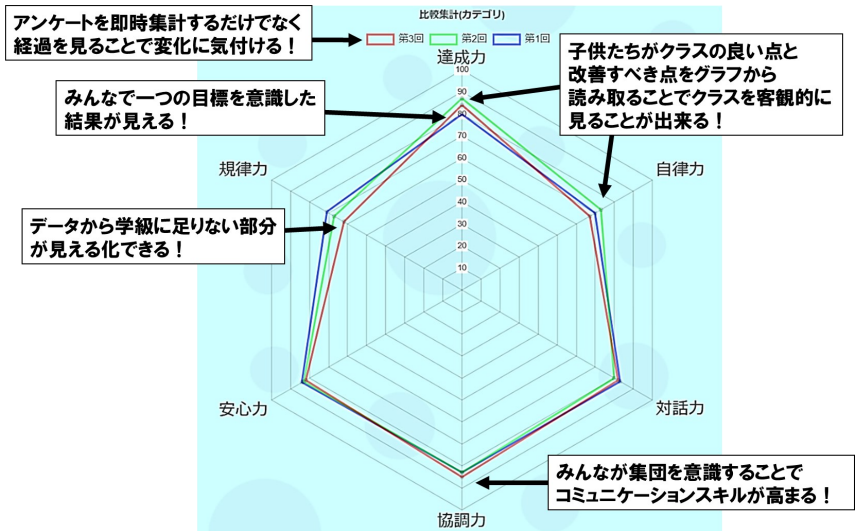 アンケートを即時集計するだけでなく
経過を見ることで変化に気付ける！
比較集計(カテゴリ)
第3回 第2回 第1回
達成力
子供たちがクラスの良い点と
改善すべき点をグラフから
読み取ることでクラスを客観的に
見ることが出来る！
みんなで一つの目標を意識した
結果が見える！
100
90
80
70
60
50
40
30
20
10
規律力
自律力
データから学級に足りない部分
が見える化できる！
安心力
対話力
みんなが集団を意識することで
コミュニケーションスキルが高まる！
協調力